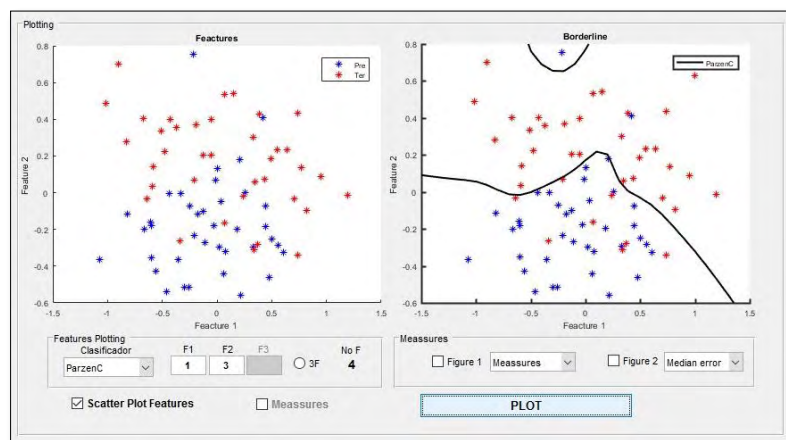 Plotting
Feactures
0.8
0.6
0.4
0.2
0
-0.2
-0.4
-0.6
-1.5
-1
-0.5
0
0.5
1
1.5
Feature 2
Feacture 1
Pre
Ter
Borderline
0.8
0.6
0.4
0.2
0
-0.2
-0.4
-0.6
-1.5
-1
-0.5
0
0.5
1
1.5
Feacture 2
Feacture 1
ParzenC
Features Plotting
Clasificador
F1
F2
F3
No F
ParzenC
1
3
3F
4
Meassures
Figure 1
Meassures
Figure 2
Median error
Scatter Plot Features
Meassures
PLOT